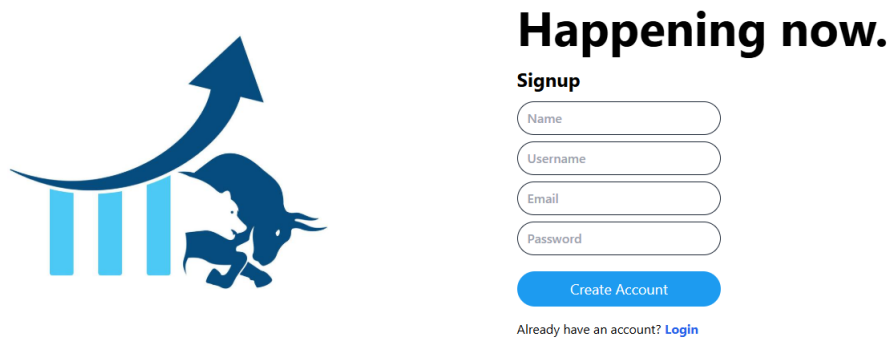 Happening now.
Signup
Name
Username
Email
Password
Create Account
Already have an account? Login